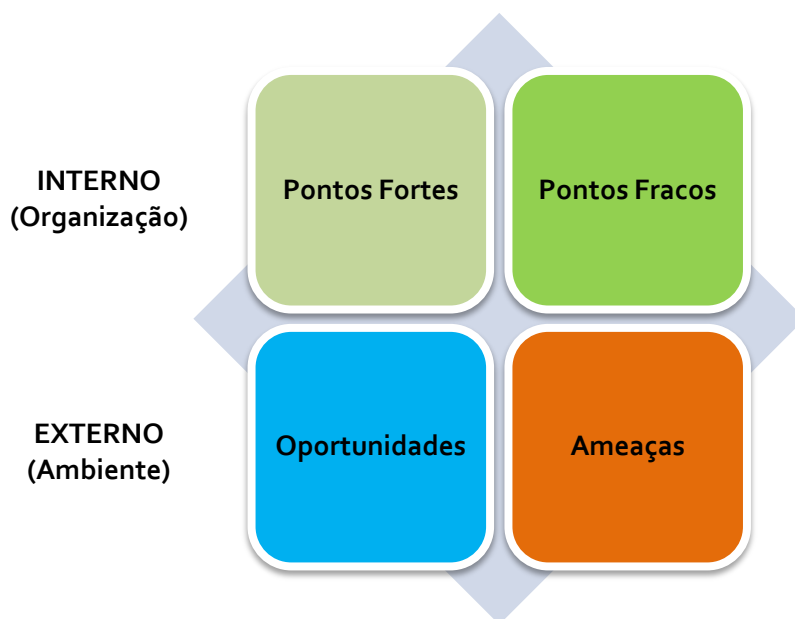 INTERNO
(Organização)
Pontos Fortes
Pontos Fracos
EXTERNO
(Ambiente)
Oportunidades
Ameaças